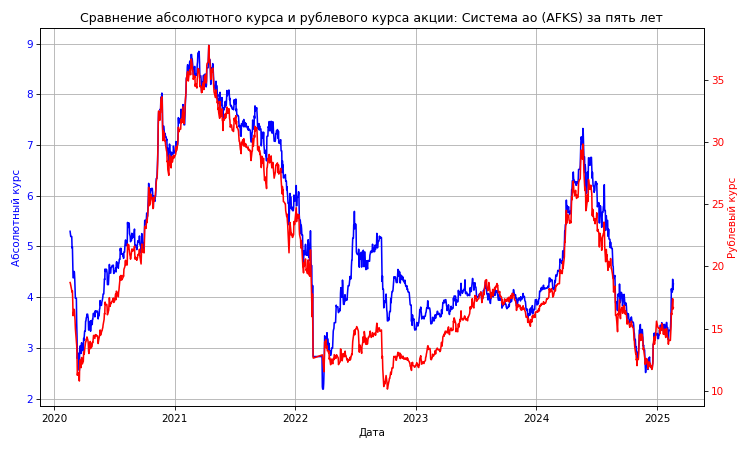 Сравнение абсолютного курса и рублевого курса акции: Система ао (AFKS) за пять лет
9
8
7
6
5
4
3
2
Абсолютный курс
35
30
25
20
15
10
Рублевый курс
2020 2021 2022 2023 2024 2025
Дата